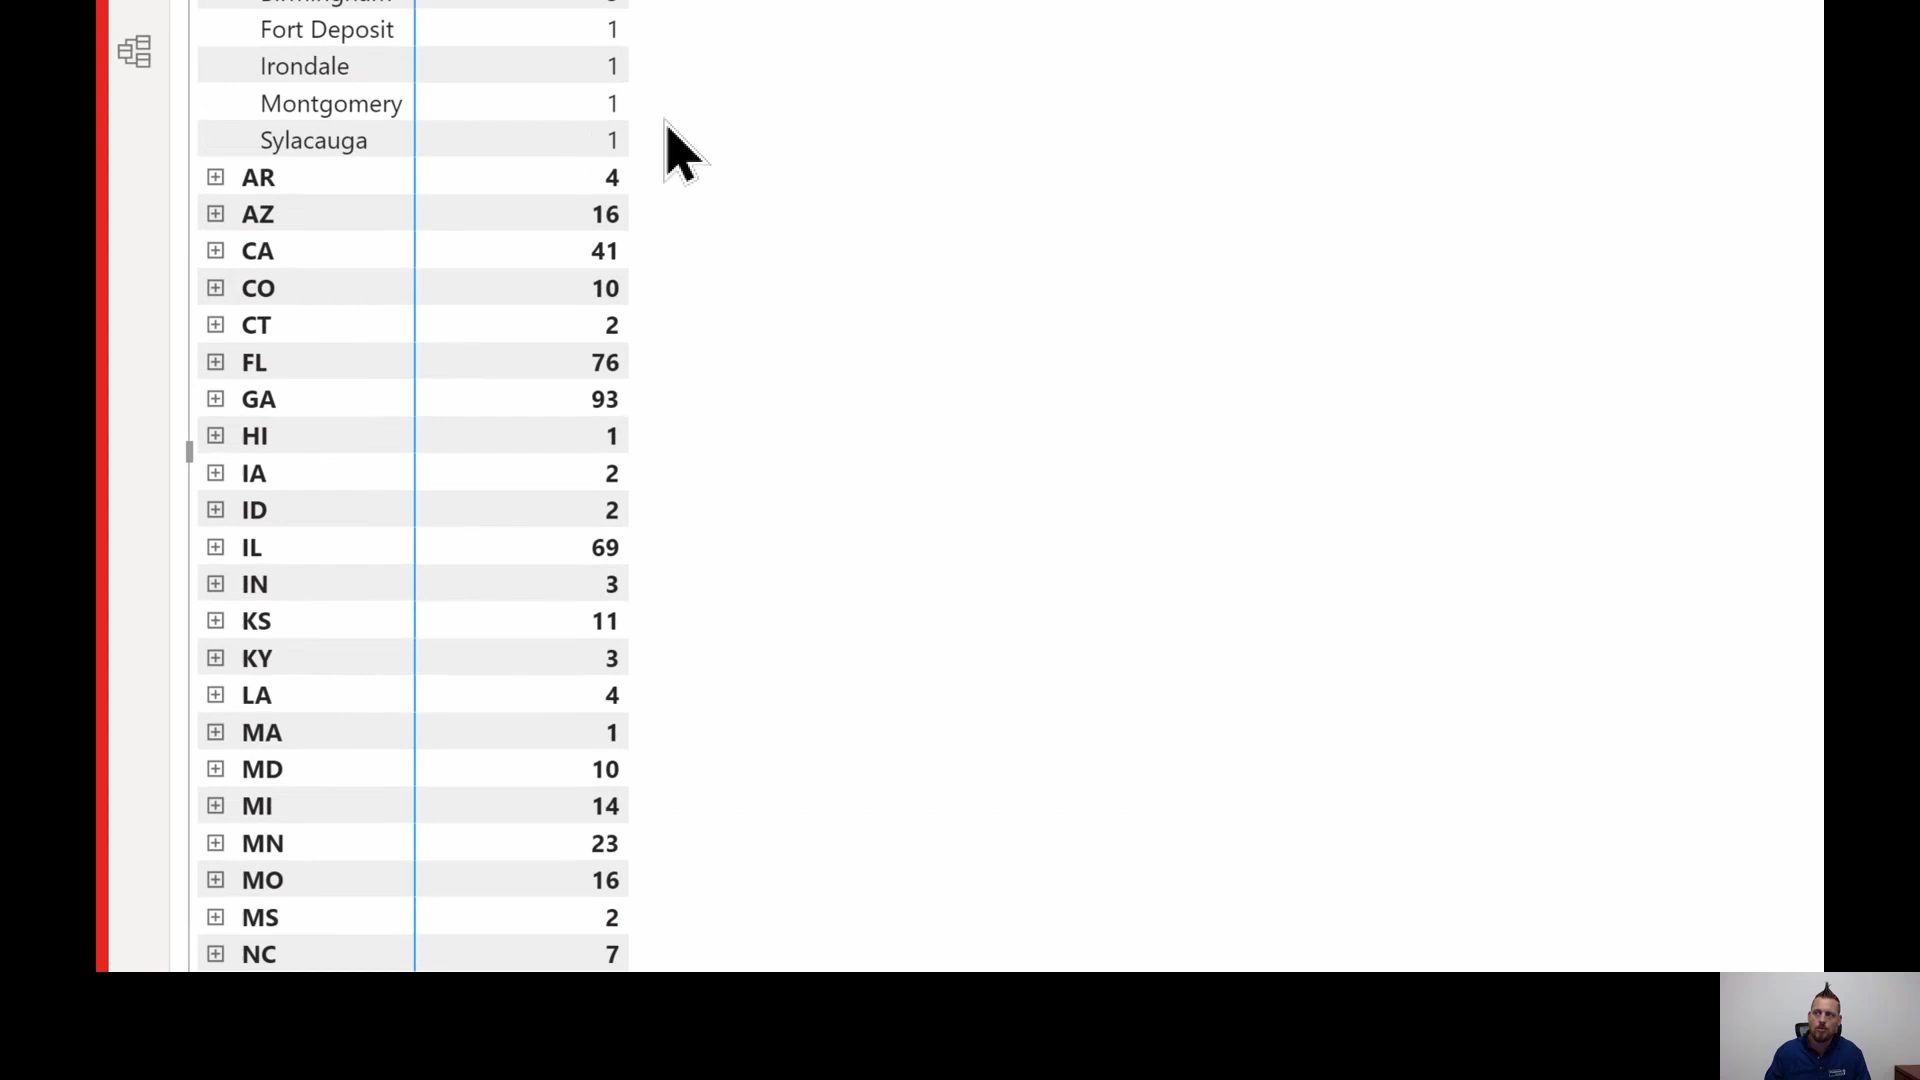 Fort Deposit 1
Irondale 1
Montgomery 1
Sylacauga 1
AR 4
AZ 16
CA 41
CO 10
CT 2
FL 76
GA 93
HI 1
IA 2
ID 2
IL 69
IN 3
KS 11
KY 3
LA 4
MA 1
MD 10
MI 14
MN 23
MO 16
MS 2
NC 7